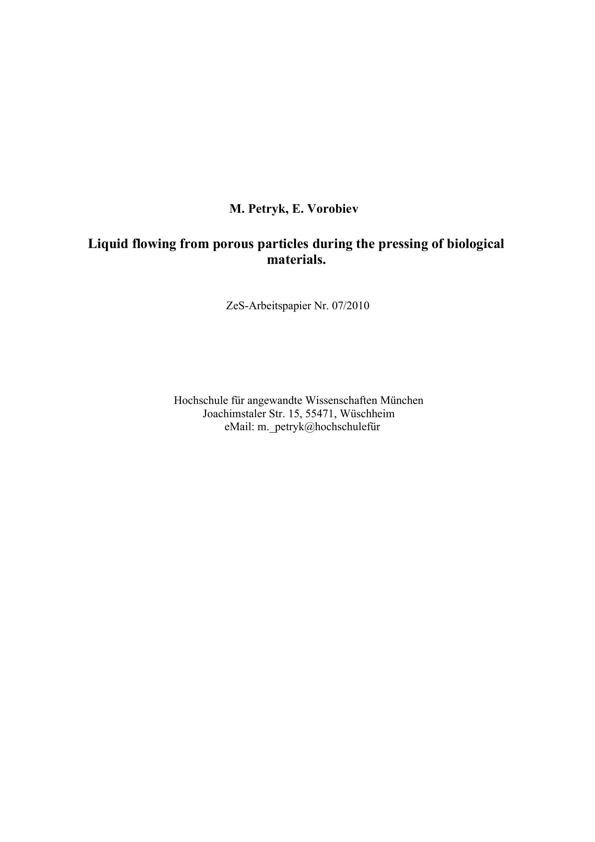 M. Petryk, E. Vorobiev
Liquid flowing from porous particles during the pressing of biological
materials.
ZeS-Arbeitspapier Nr. 07/2010
Hochschule für angewandte Wissenschaften München
Joachimstaler Str. 15, 55471, Wüschheim
eMail: m._petryk@hochschulefür